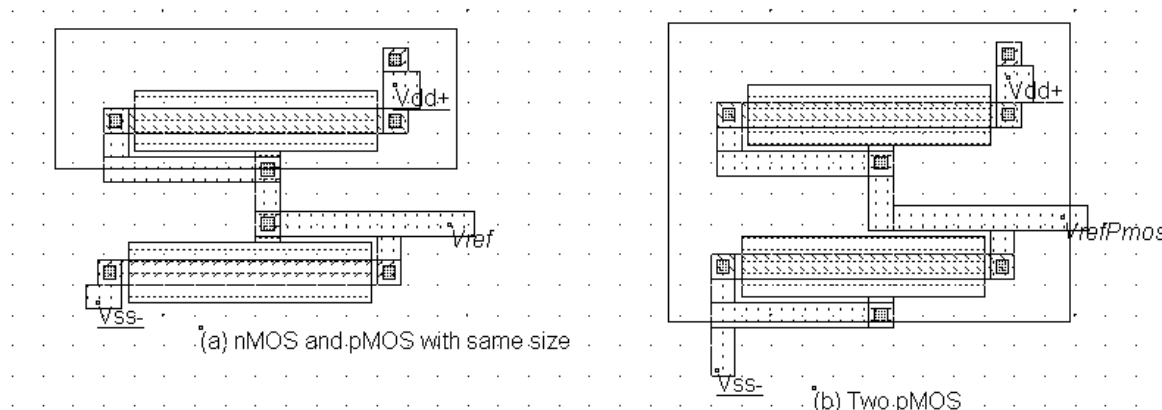 Vdd+
Vref
Vss-
(a) nMOS and pMOS with same size
Vdd+
VrefPmos
Vss-
(b) Two pMOS